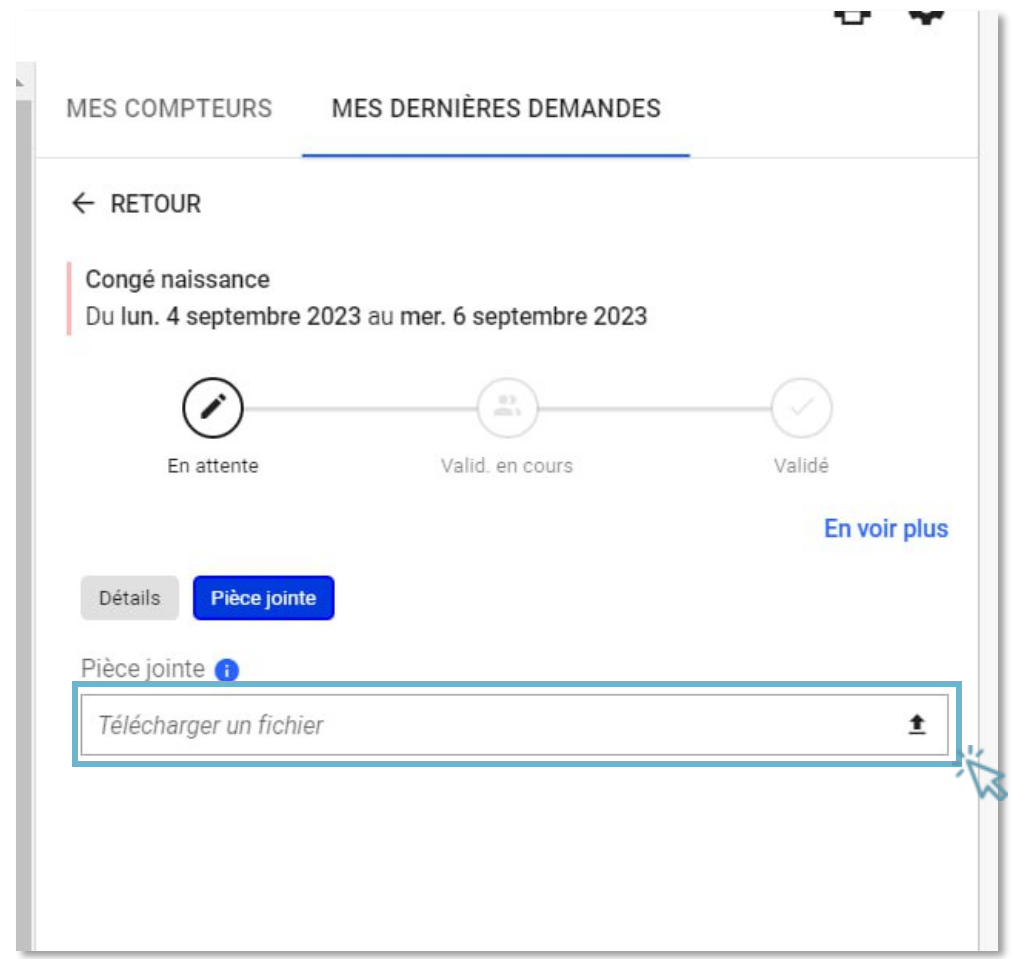 MES COMPTEURS MES DERNIÈRES DEMANDES
← RETOUR
Congé naissance
Du lun. 4 septembre 2023 au mer. 6 septembre 2023
En attente Valid. en cours Validé
En voir plus
Détails Pièce jointe
Pièce jointe
Télécharger un fichier